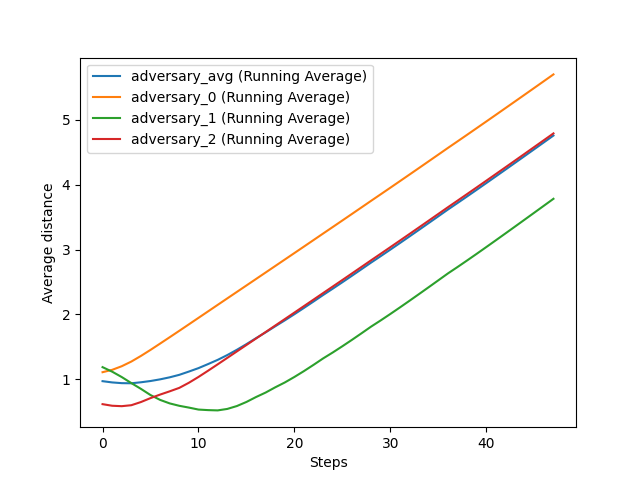 adversary_avg (Running Average)
adversary_0 (Running Average)
adversary_1 (Running Average)
adversary_2 (Running Average)
Average distance
5
4
3
2
1
0 10 20 30 40
Steps